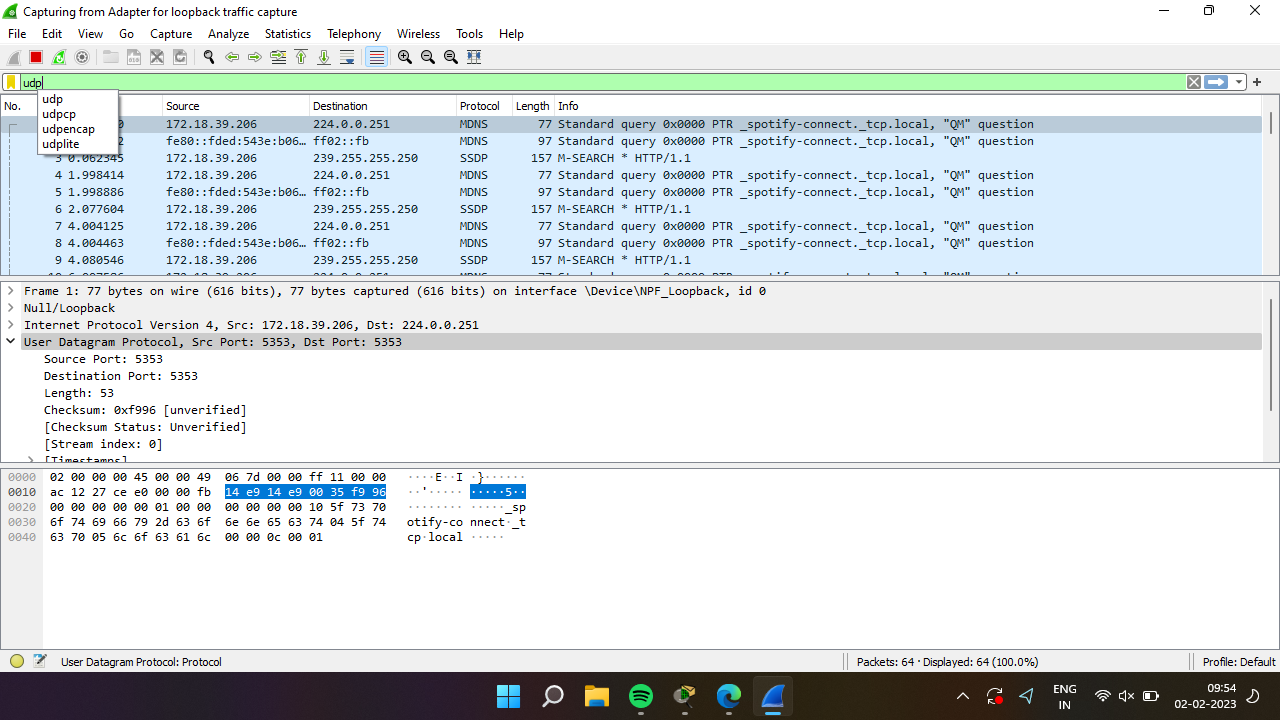 Capturing from Adapter for loopback traffic capture
File Edit View Go Capture Analyze Statistics Telephony Wireless Tools Help
udp
udp
udpcp
udpencap
udplite
No. Source Destination Protocol Length Info
172.18.39.206 224.0.0.251 MDNS 77 Standard query 0x0000 PTR _spotify-connect._tcp.local, "QM" question
fe80::fded:543e:b06… ff02::fb MDNS 97 Standard query 0x0000 PTR _spotify-connect._tcp.local, "QM" question
3 0.062345 172.18.39.206 239.255.255.250 SSDP 157 M-SEARCH * HTTP/1.1
4 1.998414 172.18.39.206 224.0.0.251 MDNS 77 Standard query 0x0000 PTR _spotify-connect._tcp.local, "QM" question
5 1.998886 fe80::fded:543e:b06… ff02::fb MDNS 97 Standard query 0x0000 PTR _spotify-connect._tcp.local, "QM" question
6 2.077604 172.18.39.206 239.255.255.250 SSDP 157 M-SEARCH * HTTP/1.1
7 4.004125 172.18.39.206 224.0.0.251 MDNS 77 Standard query 0x0000 PTR _spotify-connect._tcp.local, "QM" question
8 4.004463 fe80::fded:543e:b06… ff02::fb MDNS 97 Standard query 0x0000 PTR _spotify-connect._tcp.local, "QM" question
9 4.080546 172.18.39.206 239.255.255.250 SSDP 157 M-SEARCH * HTTP/1.1
Frame 1: 77 bytes on wire (616 bits), 77 bytes captured (616 bits) on interface \Device\NPF_Loopback, id 0
Null/Loopback
Internet Protocol Version 4, Src: 172.18.39.206, Dst: 224.0.0.251
User Datagram Protocol, Src Port: 5353, Dst Port: 5353
Source Port: 5353
Destination Port: 5353
Length: 53
Checksum: 0xf996 [unverified]
[Checksum Status: Unverified]
[Stream index: 0]
[Timestamps]
0000 02 00 00 00 45 00 00 49 06 7d 00 00 ff 11 00 00 ····E··I ·}······
0010 ac 12 27 ce e0 00 00 fb 14 e9 14 e9 00 35 f9 96 ··'····· ·····5··
0020 00 00 00 00 00 01 00 00 00 00 00 00 10 5f 73 70 ········ ·····_sp
0030 6f 74 69 66 79 2d 63 6f 6e 6e 65 63 74 04 5f 74 otify-co nnect·_t
0040 63 70 05 6c 6f 63 61 6c 00 00 0c 00 01 cp·local ·····
User Datagram Protocol: Protocol Packets: 64 · Displayed: 64 (100.0%) Profile: Default
ENG
IN
09:54
02-02-2023